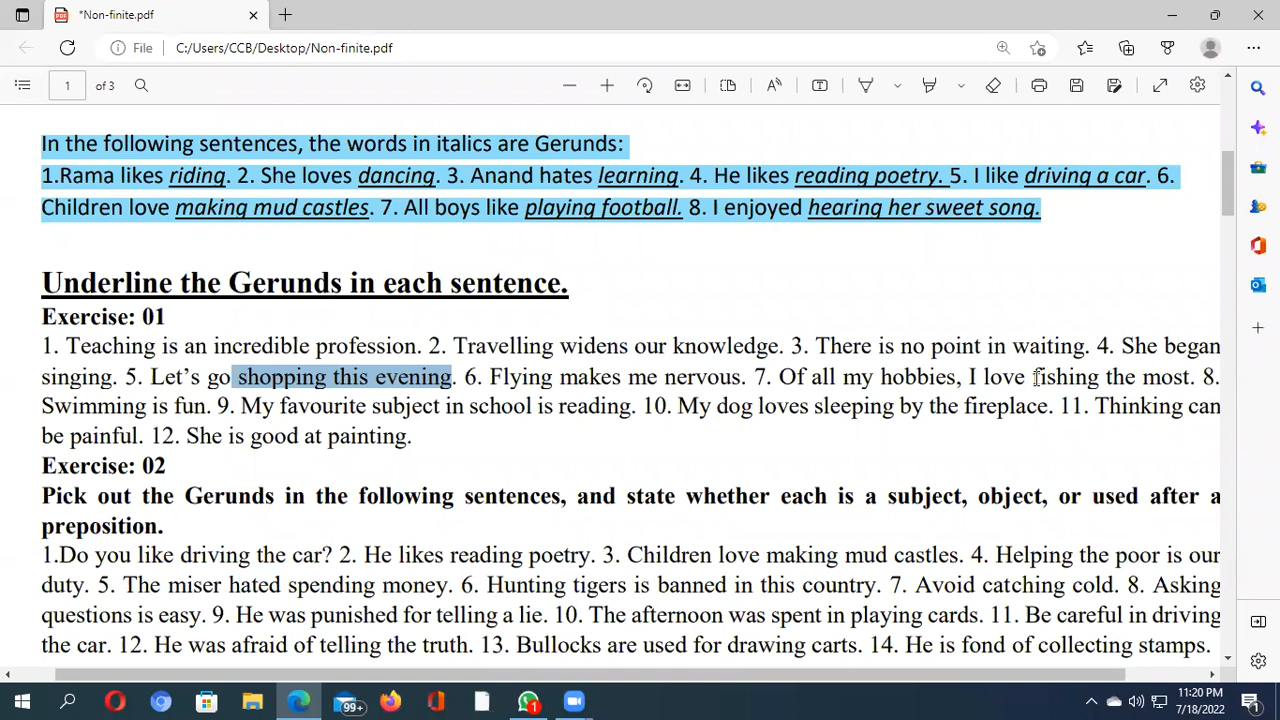 *Non-finite.pdf
File C:/Users/CCB/Desktop/Non-finite.pdf
1 of 3
In the following sentences, the words in italics are Gerunds:
1.Rama likes riding. 2. She loves dancing. 3. Anand hates learning. 4. He likes reading poetry. 5. I like driving a car. 6.
Children love making mud castles. 7. All boys like playing football. 8. I enjoyed hearing her sweet song.
Underline the Gerunds in each sentence.
Exercise: 01
1. Teaching is an incredible profession. 2. Travelling widens our knowledge. 3. There is no point in waiting. 4. She began
singing. 5. Let’s go shopping this evening. 6. Flying makes me nervous. 7. Of all my hobbies, I love fishing the most. 8.
Swimming is fun. 9. My favourite subject in school is reading. 10. My dog loves sleeping by the fireplace. 11. Thinking can
be painful. 12. She is good at painting.
Exercise: 02
Pick out the Gerunds in the following sentences, and state whether each is a subject, object, or used after a
preposition.
1.Do you like driving the car? 2. He likes reading poetry. 3. Children love making mud castles. 4. Helping the poor is our
duty. 5. The miser hated spending money. 6. Hunting tigers is banned in this country. 7. Avoid catching cold. 8. Asking
questions is easy. 9. He was punished for telling a lie. 10. The afternoon was spent in playing cards. 11. Be careful in driving
the car. 12. He was afraid of telling the truth. 13. Bullocks are used for drawing carts. 14. He is fond of collecting stamps.
99+
1
11:20 PM
7/18/2022
1